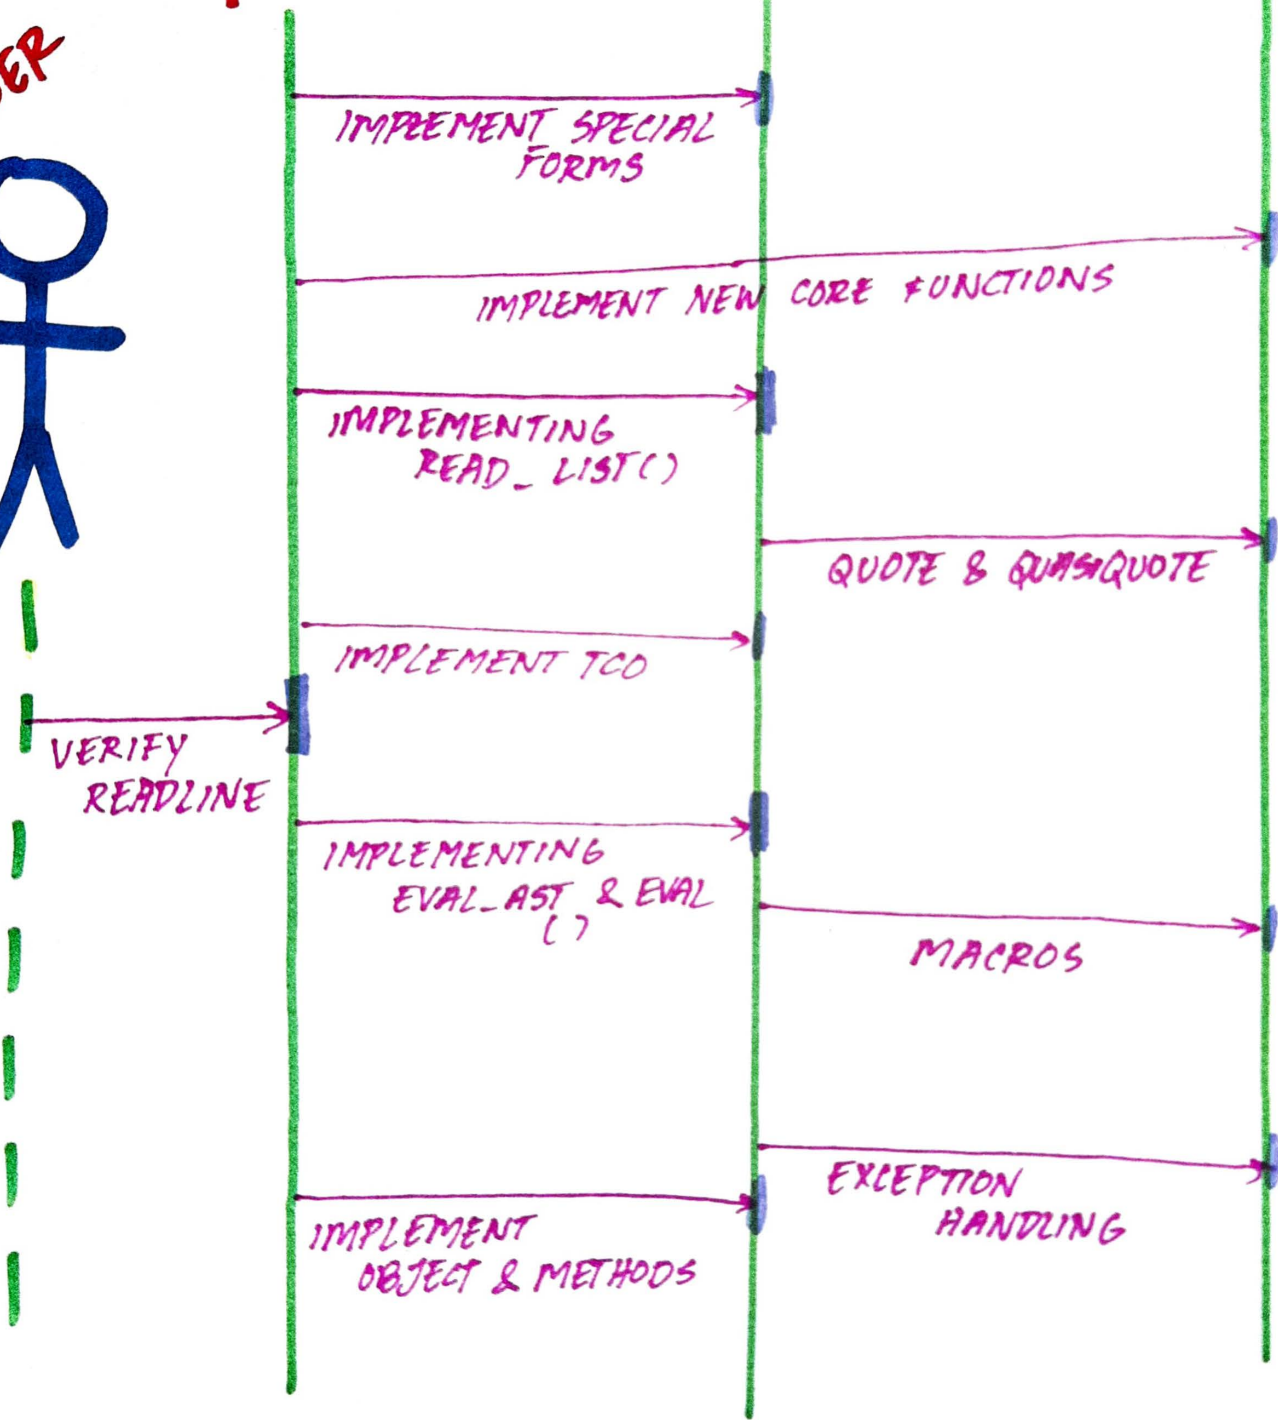 IMPLEMENT SPECIAL
FORMS
IMPLEMENT NEW CORE FUNCTIONS
IMPLEMENTING
READ_LIST()
QUOTE & QUASIQUOTE
IMPLEMENT TCO
VERIFY
READLINE
IMPLEMENTING
EVAL_AST & EVAL
()
MACROS
EXCEPTION
HANDLING
IMPLEMENT
OBJECT & METHODS